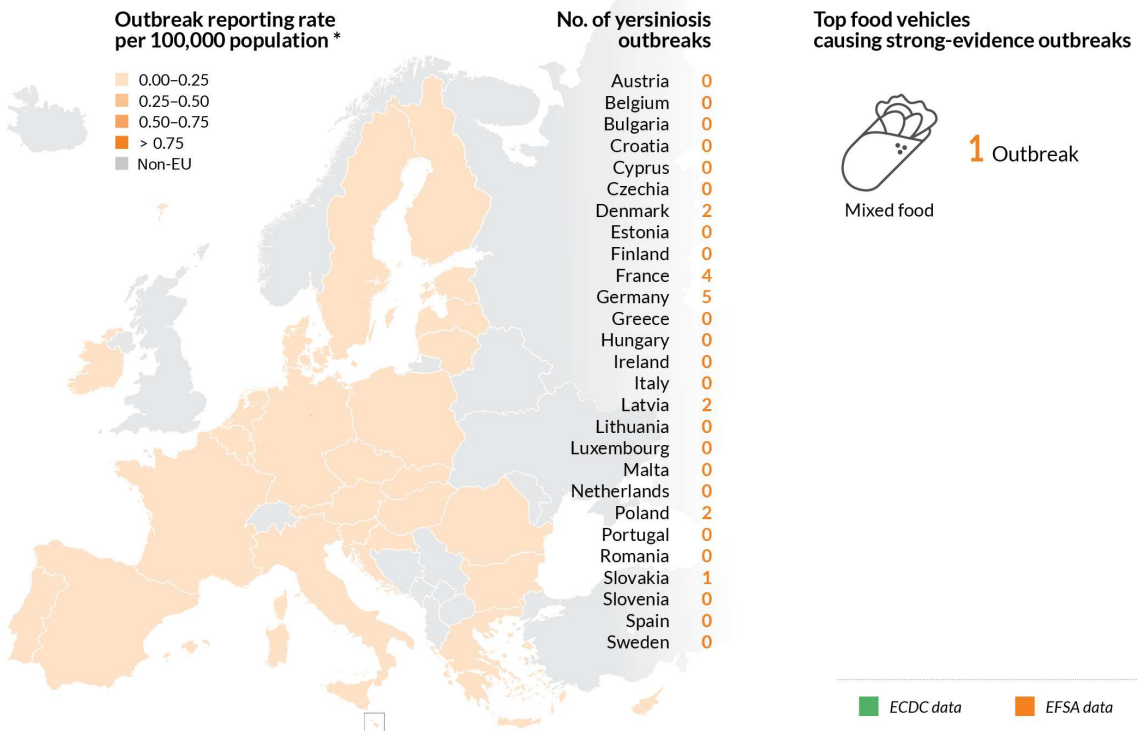 Outbreak reporting rate
per 100,000 population *
0.00–0.25
0.25–0.50
0.50–0.75
> 0.75
Non-EU
No. of yersiniosis
outbreaks
Austria 0
Belgium 0
Bulgaria 0
Croatia 0
Cyprus 0
Czechia 0
Denmark 2
Estonia 0
Finland 0
France 4
Germany 5
Greece 0
Hungary 0
Ireland 0
Italy 0
Latvia 2
Lithuania 0
Luxembourg 0
Malta 0
Netherlands 0
Poland 2
Portugal 0
Romania 0
Slovakia 1
Slovenia 0
Spain 0
Sweden 0
Top food vehicles
causing strong-evidence outbreaks
1 Outbreak
Mixed food
ECDC data
EFSA data